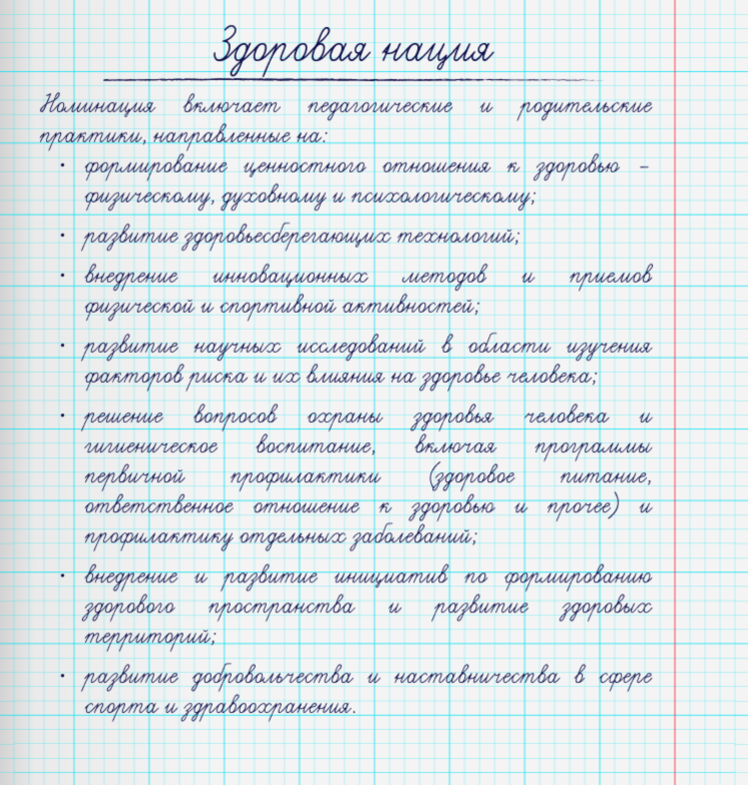 Здоровая нация
Номинация включает педагогические и родительские
практики, направленные на:
• формирование ценностного отношения к здоровью –
физическому, духовному и психологическому;
• развитие здоровьесберегающих технологий;
• внедрение инновационных методов и приемов
физической и спортивной активностей;
• развитие научных исследований в области изучения
факторов риска и их влияния на здоровье человека;
• решение вопросов охраны здоровья человека и
гигиеническое воспитание, включая программы
первичной профилактики (здоровое питание,
ответственное отношение к здоровью и прочее) и
профилактику отдельных заболеваний;
• внедрение и развитие инициатив по формированию
здорового пространства и развитие здоровых
территорий;
• развитие добровольчества и наставничества в сфере
спорта и здравоохранения.